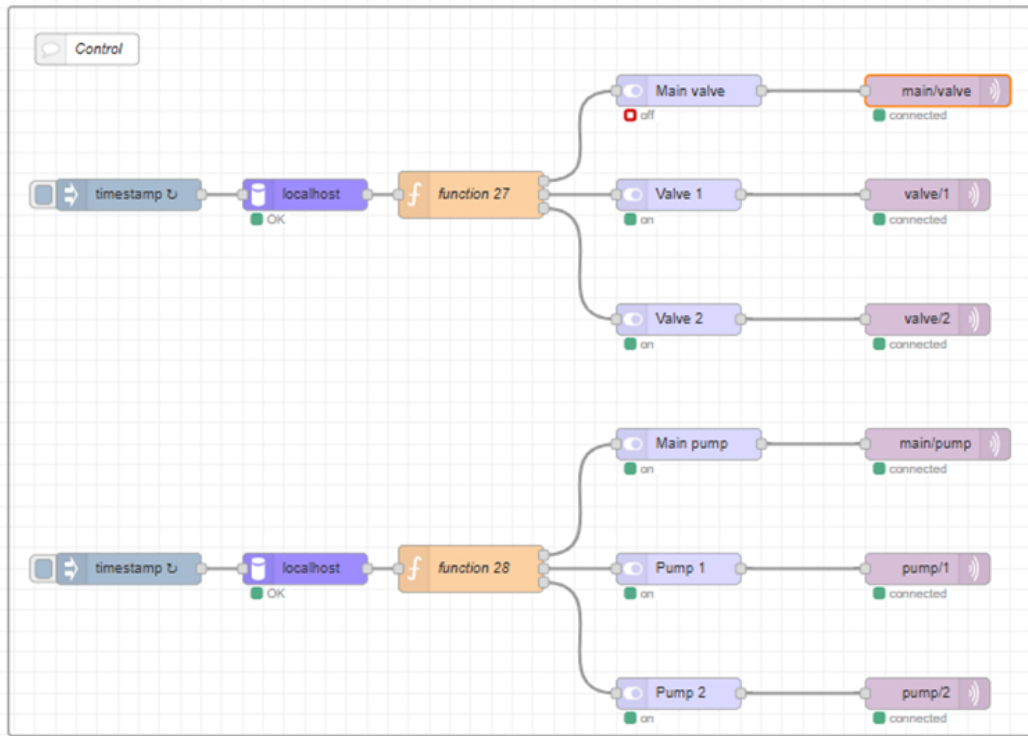 Control
Main valve
main/valve
off
connected
timestamp ↻
localhost
function 27
Valve 1
valve/1
OK
on
connected
Valve 2
valve/2
on
connected
Main pump
main/pump
on
connected
timestamp ↻
localhost
function 28
Pump 1
pump/1
OK
on
connected
Pump 2
pump/2
on
connected